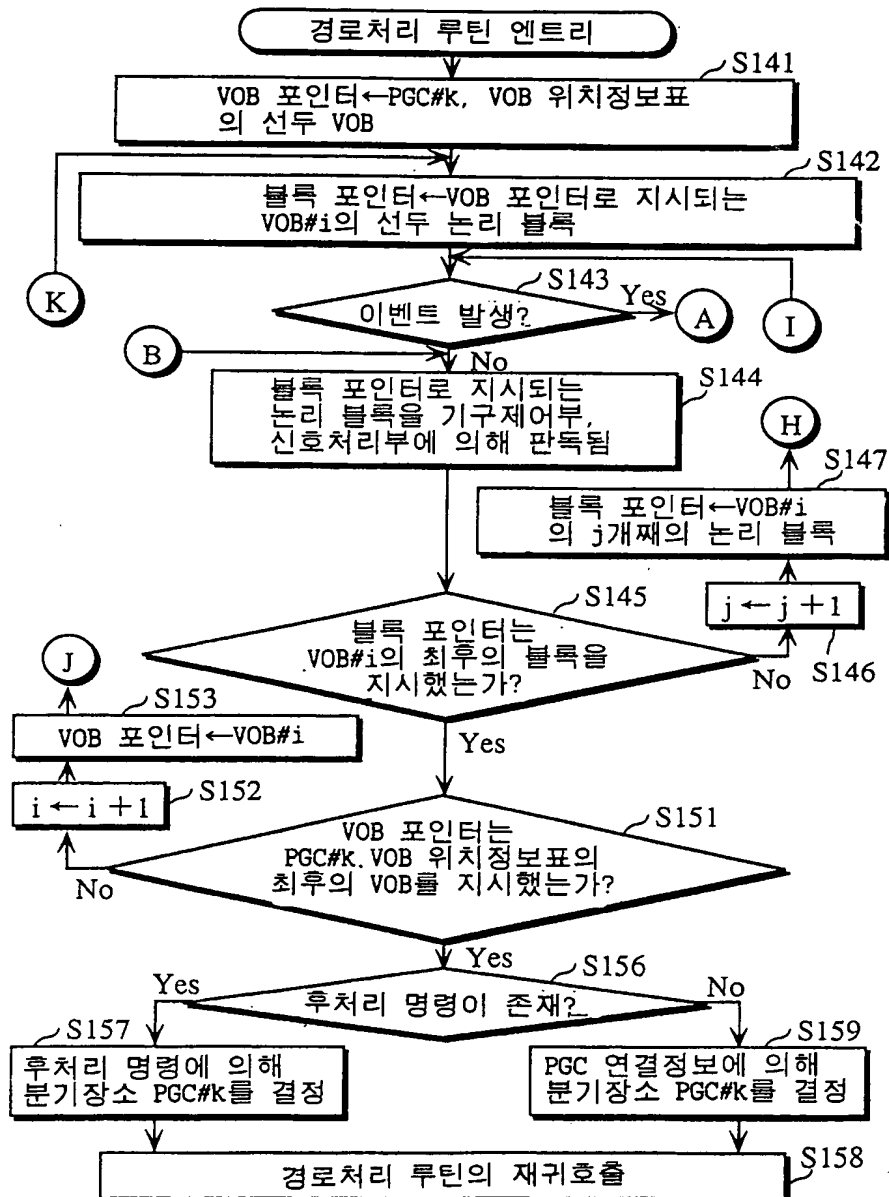 경로처리 루틴 엔트리
S141
VOB 포인터←PGC#k, VOB 위치정보표
의 선두 VOB
S142
블록 포인터←VOB 포인터로 지시되는
VOB#i의 선두 논리 블록
K
S143
이벤트 발생?
Yes
A
I
B
No
S144
블록 포인터로 지시되는
논리 블록을 기구제어부,
신호처리부에 의해 판독됨
H
S147
블록 포인터←VOB#i
의 j개째의 논리 블록
j←j+1
S146
S145
블록 포인터는
VOB#i의 최후의 블록을
지시했는가?
No
Yes
J
S153
VOB 포인터←VOB#i
i←i+1
S152
S151
VOB 포인터는
PGC#k.VOB 위치정보표의
최후의 VOB를 지시했는가?
No
Yes
S156
후처리 명령이 존재?
Yes
No
S157
후처리 명령에 의해
분기장소 PGC#k를 결정
S159
PGC 연결정보에 의해
분기장소 PGC#k를 결정
S158
경로처리 루틴의 재귀호출